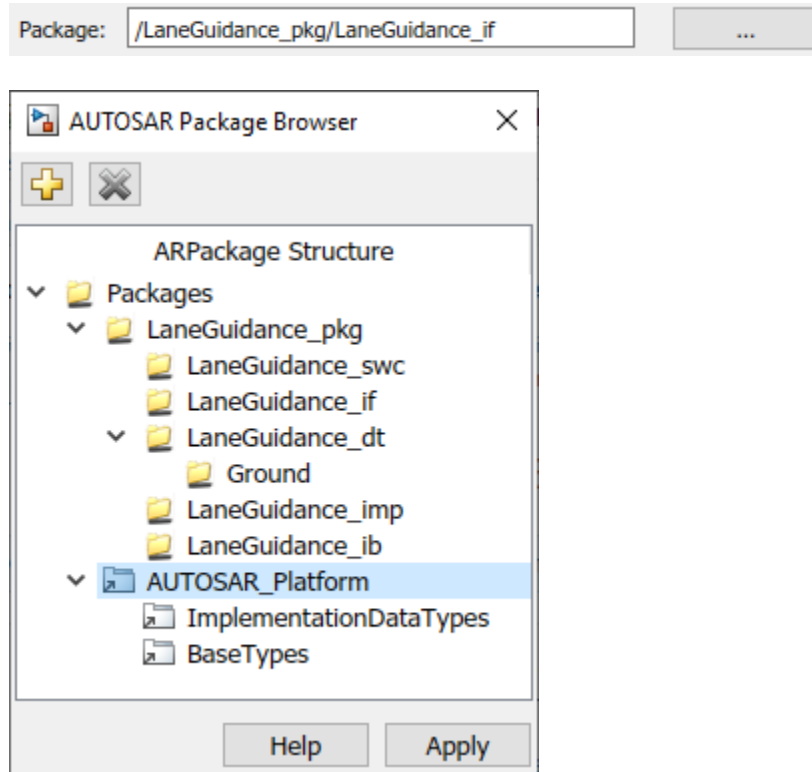 Package: /LaneGuidance_pkg/LaneGuidance_if ...
AUTOSAR Package Browser
ARPackage Structure
Packages
LaneGuidance_pkg
LaneGuidance_swc
LaneGuidance_if
LaneGuidance_dt
Ground
LaneGuidance_imp
LaneGuidance_ib
AUTOSAR_Platform
ImplementationDataTypes
BaseTypes
Help Apply